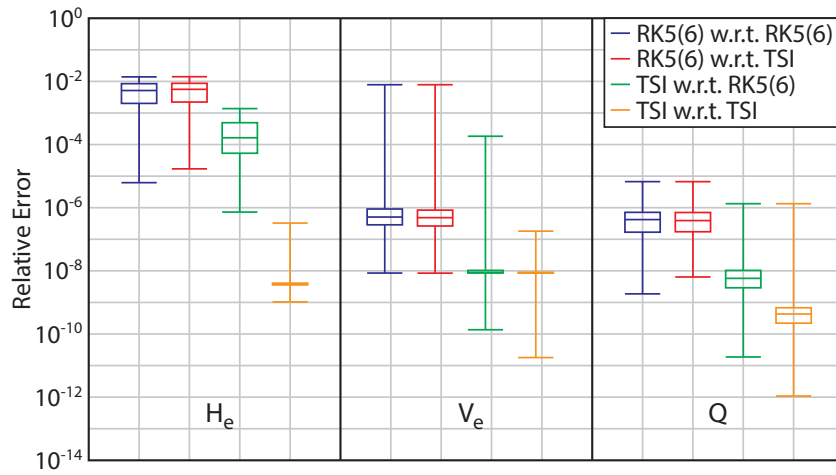 10^0
10^-2
10^-4
10^-6
10^-8
10^-10
10^-12
10^-14
Relative Error
RK5(6) w.r.t. RK5(6)
RK5(6) w.r.t. TSI
TSI w.r.t. RK5(6)
TSI w.r.t. TSI
H_e
V_e
Q